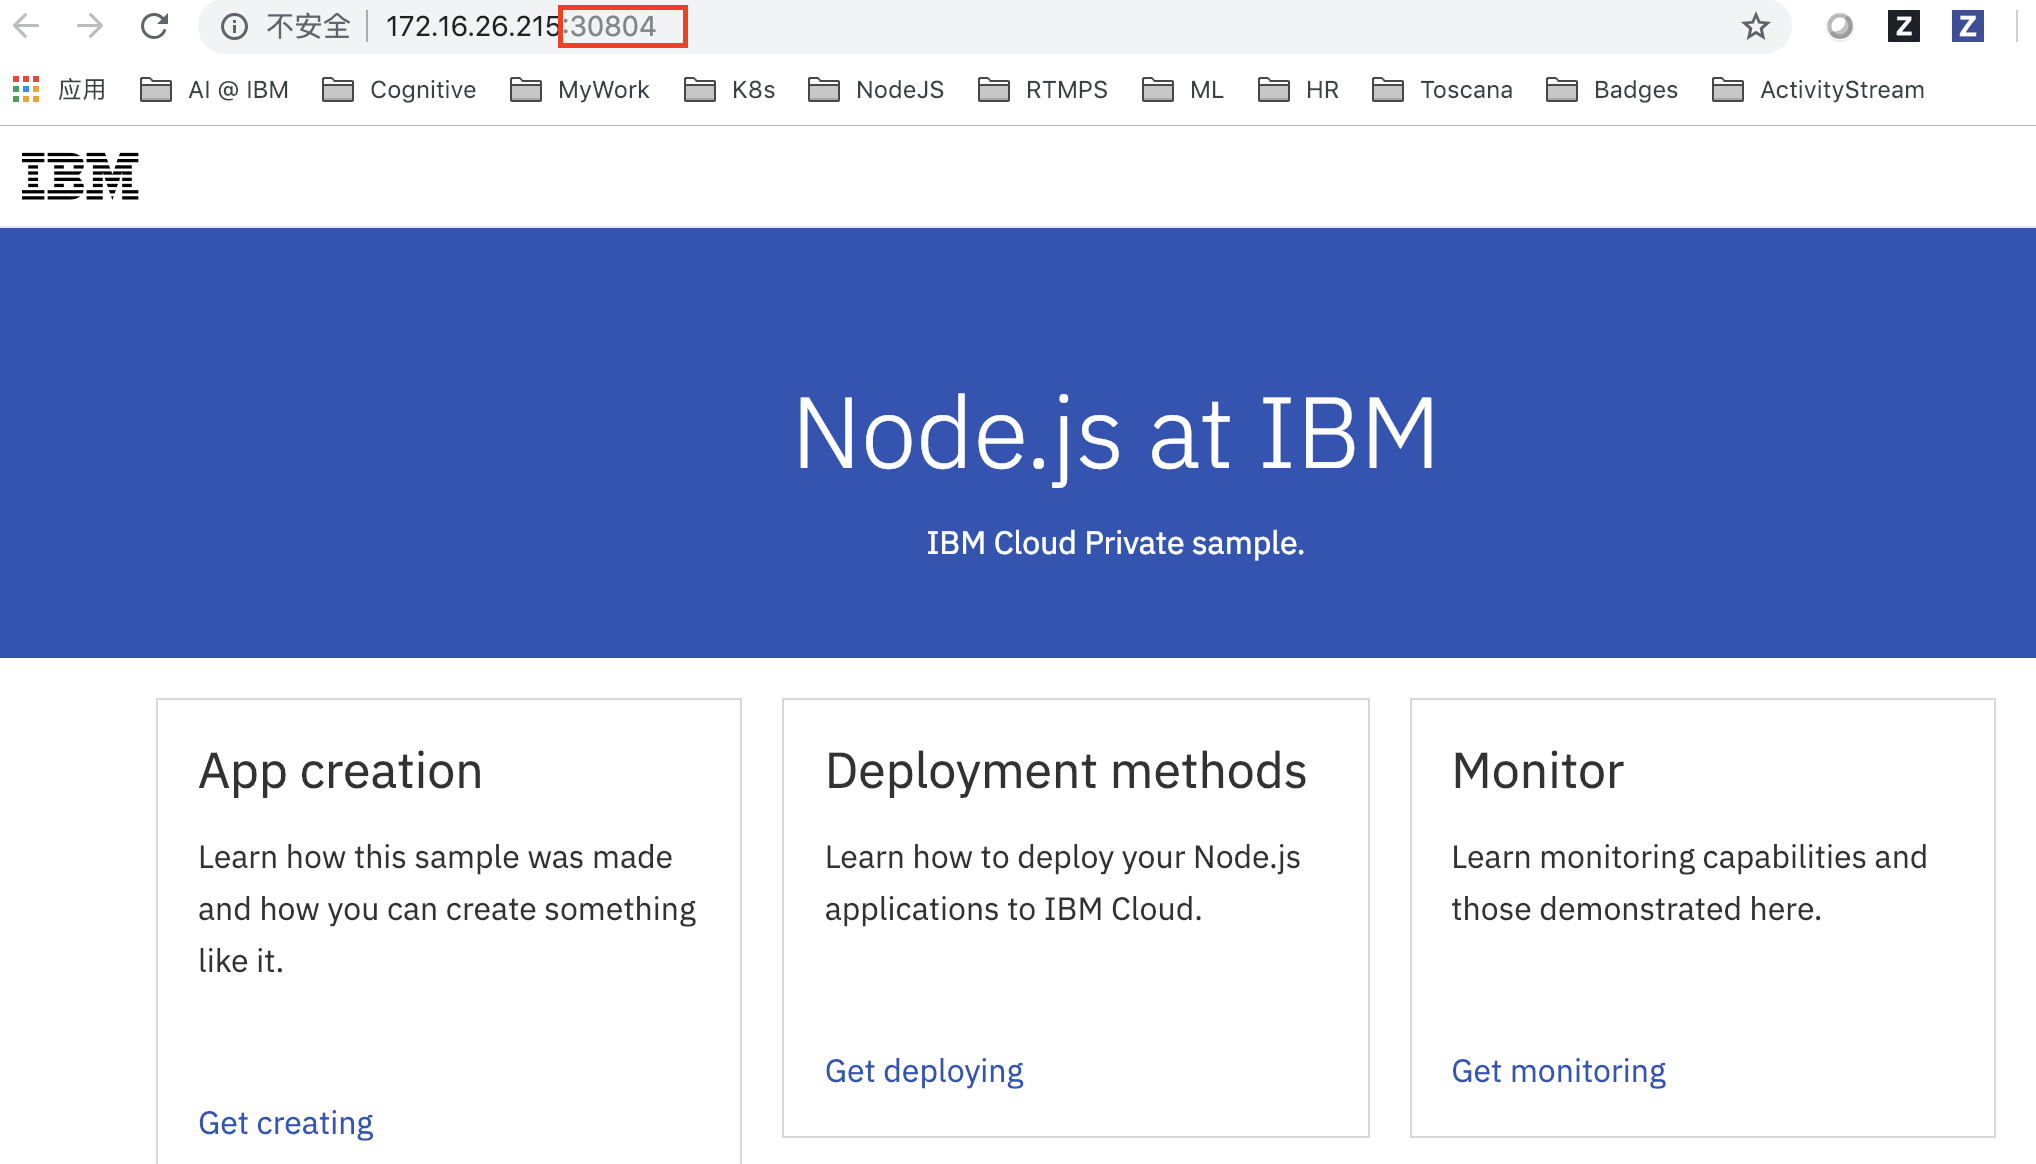 不安全 | 172.16.26.215:30804
Z Z
应用 AI @ IBM Cognitive MyWork K8s NodeJS RTMPS ML HR Toscana Badges ActivityStream
IBM
Node.js at IBM
IBM Cloud Private sample.
App creation
Learn how this sample was made
and how you can create something
like it.
Get creating
Deployment methods
Learn how to deploy your Node.js
applications to IBM Cloud.
Get deploying
Monitor
Learn monitoring capabilities and
those demonstrated here.
Get monitoring